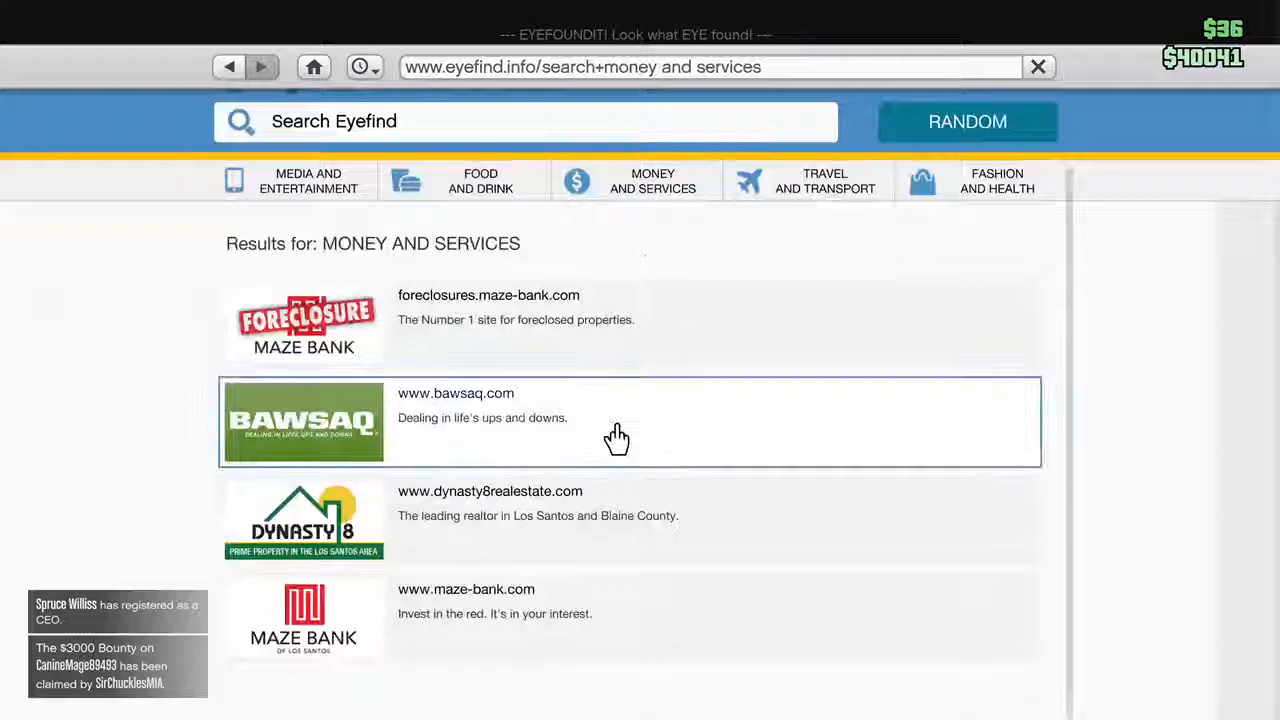 --- EYEFOUNDIT! Look what EYE found! ---
$36
$40041
www.eyefind.info/search+money and services
Search Eyefind
RANDOM
MEDIA AND ENTERTAINMENT
FOOD AND DRINK
MONEY AND SERVICES
TRAVEL AND TRANSPORT
FASHION AND HEALTH
Results for: MONEY AND SERVICES
FORECLOSURE
MAZE BANK
foreclosures.maze-bank.com
The Number 1 site for foreclosed properties.
BAWSAQ
DEALING IN LIFE'S UPS AND DOWNS
www.bawsaq.com
Dealing in life's ups and downs.
DYNASTY 8
PRIME PROPERTY IN THE LOS SANTOS AREA
www.dynasty8realestate.com
The leading realtor in Los Santos and Blaine County.
MAZE BANK
OF LOS SANTOS
www.maze-bank.com
Invest in the red. It's in your interest.
Spruce Williss has registered as a
CEO.
The $3000 Bounty on
CanineMage89493 has been
claimed by SirChucklesMIA.